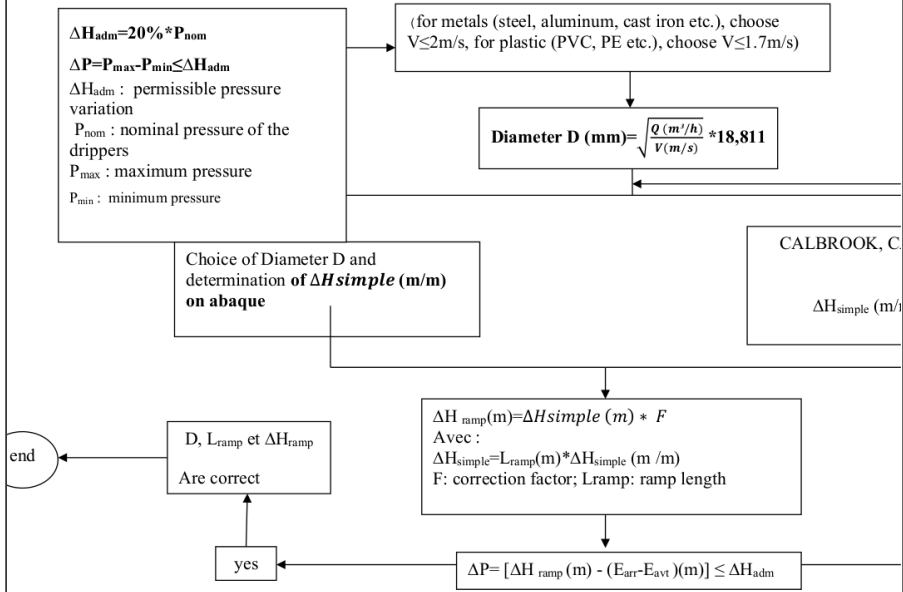 ΔHadm=20%*Pnom
ΔP=Pmax-Pmin≤ΔHadm
ΔHadm : permissible pressure
variation
Pnom : nominal pressure of the
drippers
Pmax : maximum pressure
Pmin : minimum pressure
(for metals (steel, aluminum, cast iron etc.), choose
V≤2m/s, for plastic (PVC, PE etc.), choose V≤1.7m/s)
Diameter D (mm)=√(Q (m³/h)/V(m/s)) *18,811
Choice of Diameter D and
determination of ΔHsimple (m/m)
on abaque
CALBROOK,
ΔHsimple
ΔH ramp(m)=ΔHsimple (m) * F
Avec :
ΔHsimple=Lramp(m)*ΔHsimple (m /m)
F: correction factor; Lramp: ramp length
ΔP= [ΔH ramp (m) - (Earr-Eavt )(m)] ≤ ΔHadm
yes
D, Lramp et ΔHramp
Are correct
end